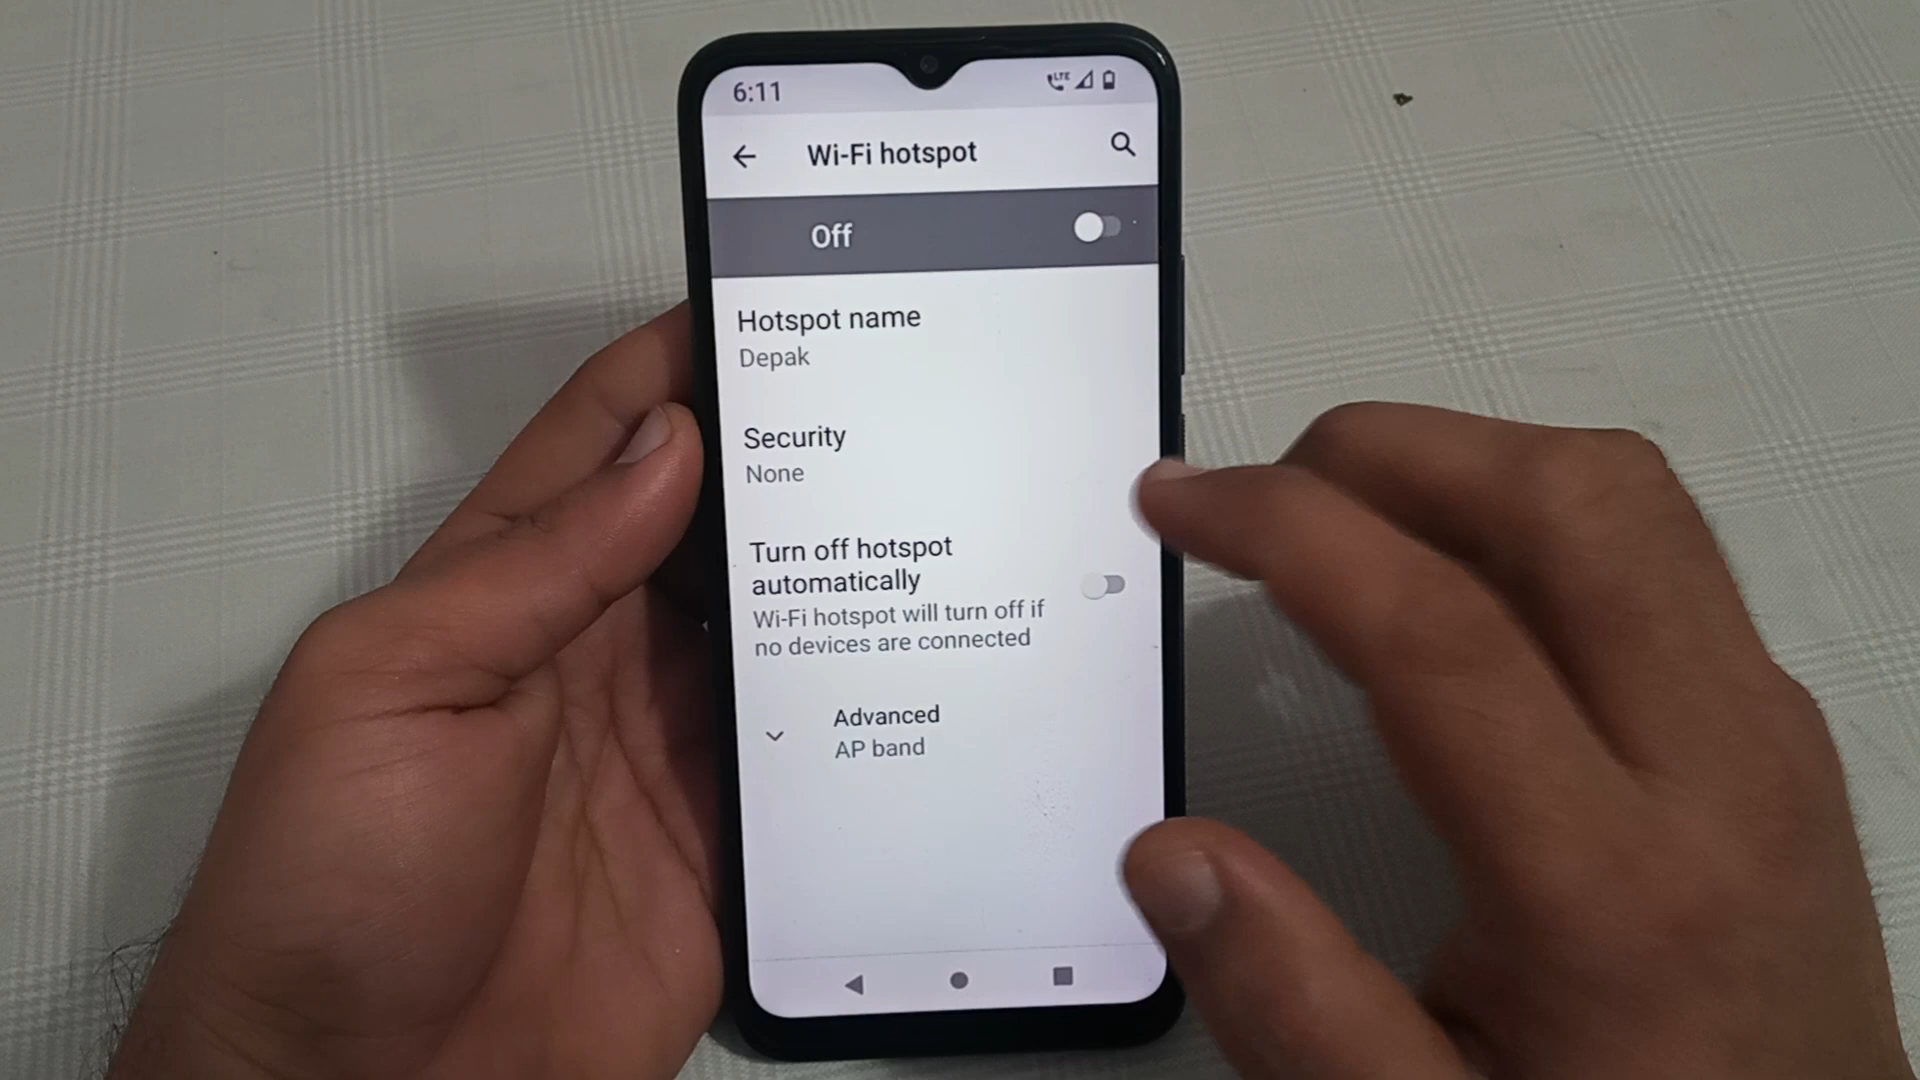 6:11
LTE
Wi-Fi hotspot
Off
Hotspot name
Depak
Security
None
Turn off hotspot
automatically
Wi-Fi hotspot will turn off if
no devices are connected
Advanced
AP band